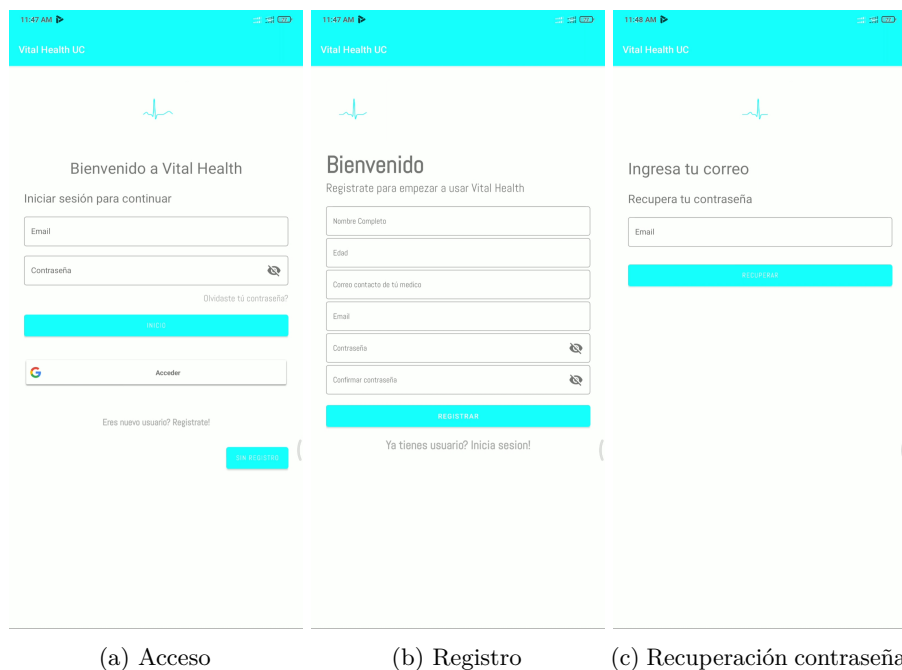 11:47 AM
Vital Health UC
Bienvenido a Vital Health
Iniciar sesión para continuar
Email
Contraseña
Olvidaste tú contraseña?
INICIO
G
Acceder
Eres nuevo usuario? Registrate!
SIN REGISTRO
(a) Acceso
11:47 AM
Vital Health UC
Bienvenido
Registrate para empezar a usar Vital Health
Nombre Completo
Edad
Correo contacto de tú medico
Email
Contraseña
Confirmar contraseña
REGISTRAR
Ya tienes usuario? Inicia sesion!
(b) Registro
11:48 AM
Vital Health UC
Ingresa tu correo
Recupera tu contraseña
Email
RECUPERAR
(c) Recuperación contraseña